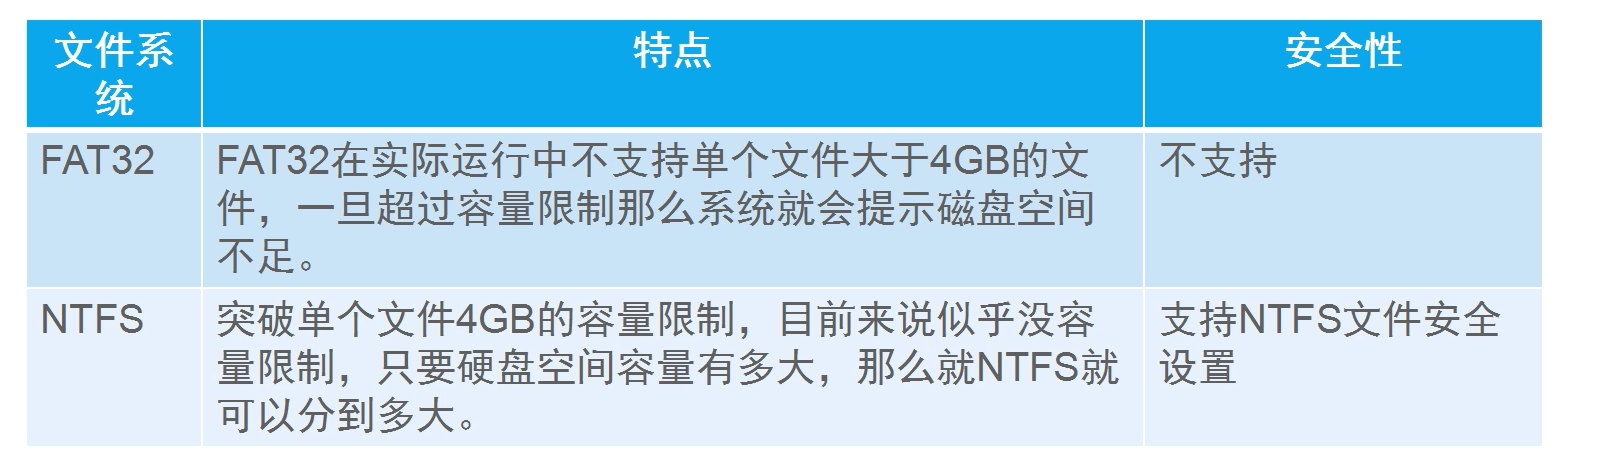 文件系
统
特点
安全性
FAT32
FAT32在实际运行中不支持单个文件大于4GB的文
件，一旦超过容量限制那么系统就会提示磁盘空间
不足。
不支持
NTFS
突破单个文件4GB的容量限制，目前来说似乎没容
量限制，只要硬盘空间容量有多大，那么就NTFS就
可以分到多大。
支持NTFS文件安全
设置